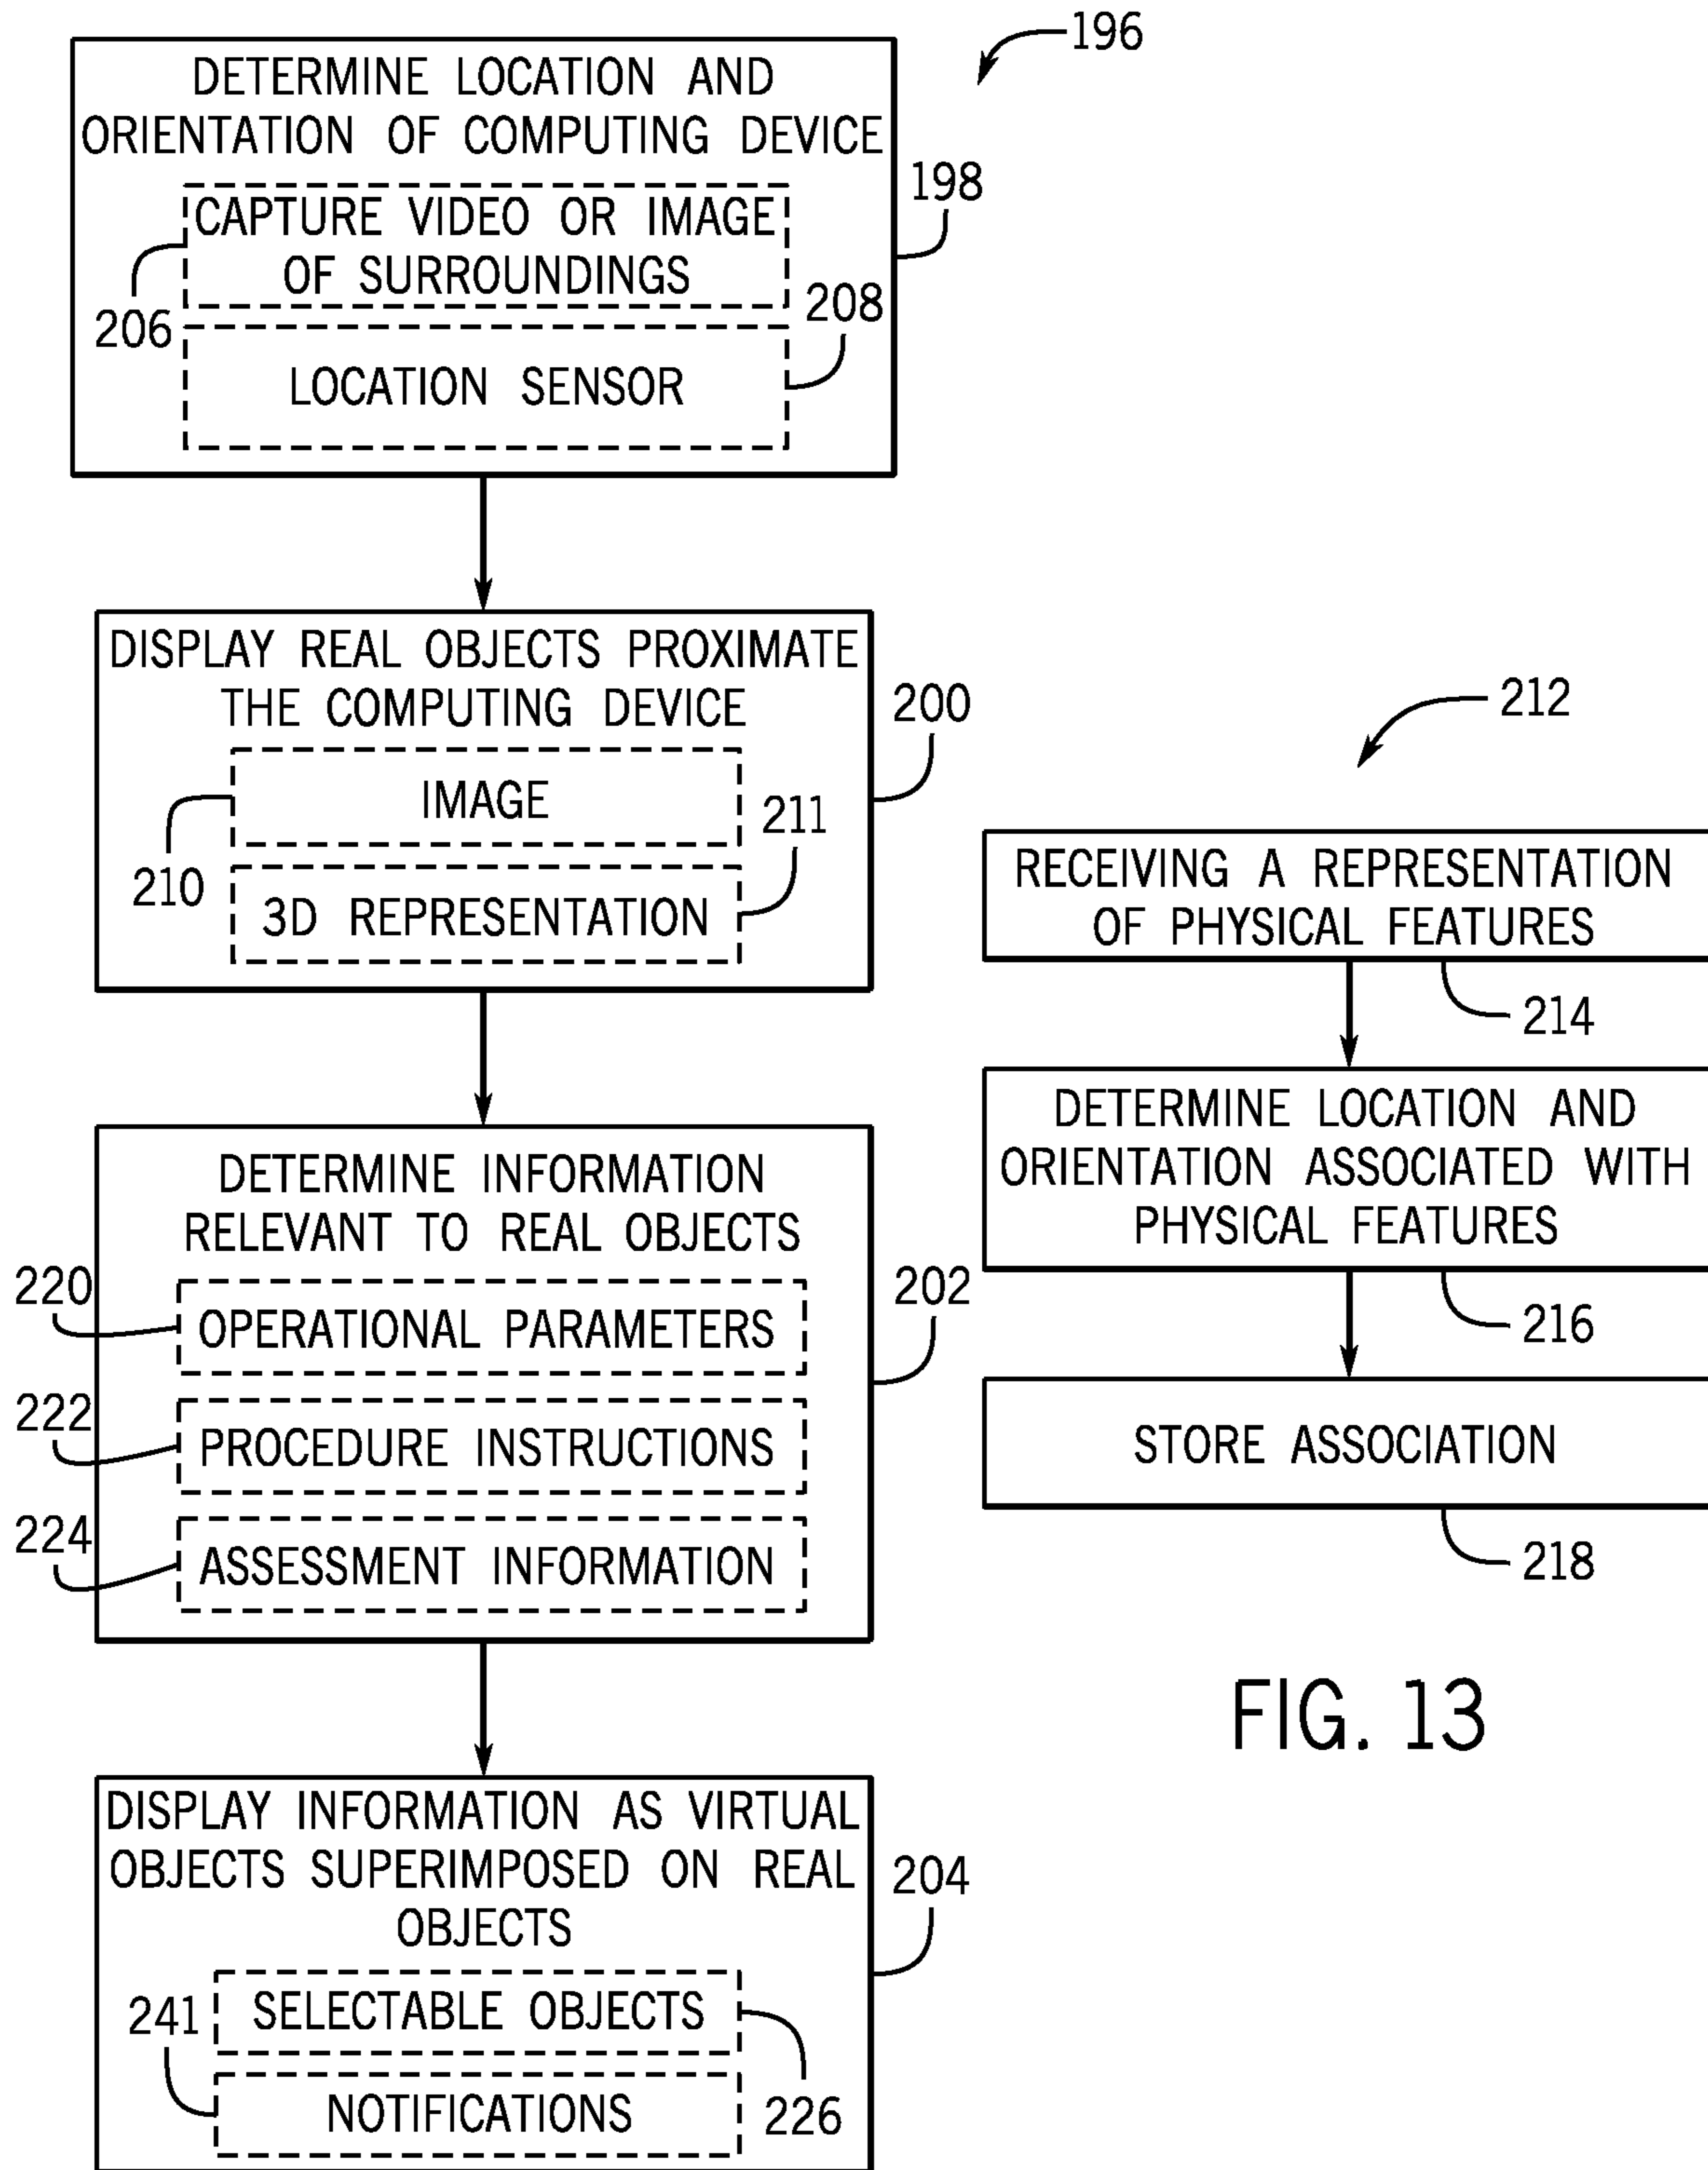 196
DETERMINE LOCATION AND
ORIENTATION OF COMPUTING DEVICE
198
CAPTURE VIDEO OR IMAGE
OF SURROUNDINGS
206
208
LOCATION SENSOR
DISPLAY REAL OBJECTS PROXIMATE
THE COMPUTING DEVICE
200
IMAGE
210
211
3D REPRESENTATION
DETERMINE INFORMATION
RELEVANT TO REAL OBJECTS
202
220
OPERATIONAL PARAMETERS
222
PROCEDURE INSTRUCTIONS
224
ASSESSMENT INFORMATION
DISPLAY INFORMATION AS VIRTUAL
OBJECTS SUPERIMPOSED ON REAL
OBJECTS
204
241
SELECTABLE OBJECTS
226
NOTIFICATIONS
212
RECEIVING A REPRESENTATION
OF PHYSICAL FEATURES
214
DETERMINE LOCATION AND
ORIENTATION ASSOCIATED WITH
PHYSICAL FEATURES
216
STORE ASSOCIATION
218
FIG. 13